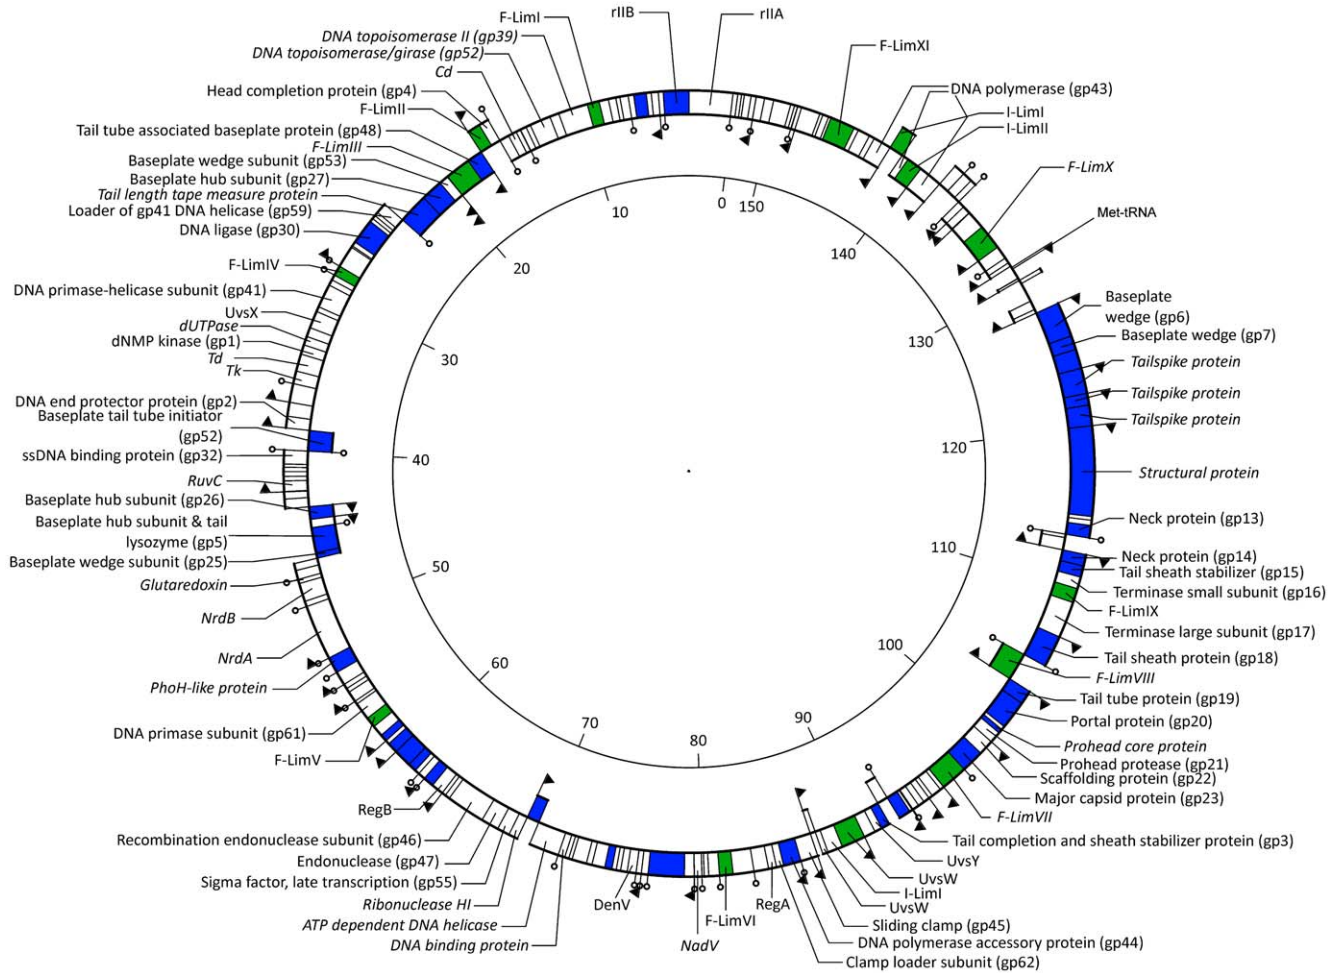 rIIB
rIIA
F-LimI
DNA topoisomerase II (gp39)
DNA topoisomerase/girase (gp52)
Cd
Head completion protein (gp4)
F-LimII
Tail tube associated baseplate protein (gp48)
F-LimIII
Baseplate wedge subunit (gp53)
Baseplate hub subunit (gp27)
Tail length tape measure protein
Loader of gp41 DNA helicase (gp59)
DNA ligase (gp30)
F-LimIV
DNA primase-helicase subunit (gp41)
UvsX
dUTPase
dNMP kinase (gp1)
Td
Tk
DNA end protector protein (gp2)
Baseplate tail tube initiator
(gp52)
ssDNA binding protein (gp32)
RuvC
Baseplate hub subunit (gp26)
Baseplate hub subunit & tail
lysozyme (gp5)
Baseplate wedge subunit (gp25)
Glutaredoxin
NrdB
NrdA
PhoH-like protein
DNA primase subunit (gp61)
F-LimV
RegB
Recombination endonuclease subunit (gp46)
Endonuclease (gp47)
Sigma factor, late transcription (gp55)
Ribonuclease HI
ATP dependent DNA helicase
DNA binding protein
DenV
NadV
F-LimVI
RegA
F-LimXI
DNA polymerase (gp43)
I-LimI
I-LimII
F-LimX
Met-tRNA
Baseplate
wedge (gp6)
Baseplate wedge (gp7)
Tailspike protein
Tailspike protein
Tailspike protein
Structural protein
Neck protein (gp13)
Neck protein (gp14)
Tail sheath stabilizer (gp15)
Terminase small subunit (gp16)
F-LimIX
Terminase large subunit (gp17)
Tail sheath protein (gp18)
F-LimVIII
Tail tube protein (gp19)
Portal protein (gp20)
Prohead core protein
Prohead protease (gp21)
Scaffolding protein (gp22)
Major capsid protein (gp23)
F-LimVII
Tail completion and sheath stabilizer protein (gp3)
UvsY
UvsW
I-LimI
UvsW
Sliding clamp (gp45)
DNA polymerase accessory protein (gp44)
Clamp loader subunit (gp62)
0
10
20
30
40
50
60
70
80
90
100
110
120
130
140
150